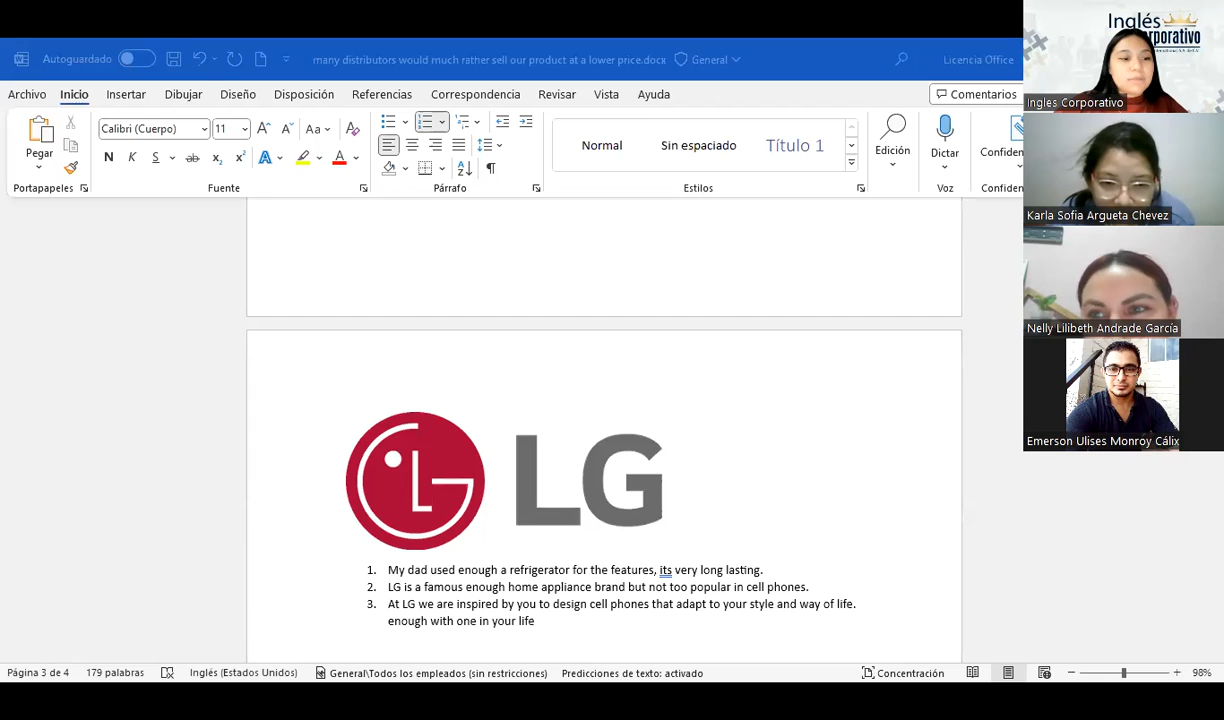 Autoguardado
many distributors would much rather sell our product at a lower price.docx
General
Licencia Office
Archivo Inicio Insertar Dibujar Diseño Disposición Referencias Correspondencia Revisar Vista Ayuda
Comentarios
Pegar
Calibri (Cuerpo) 11
Normal Sin espaciado Título 1
Edición
Dictar
Confiden
Portapapeles Fuente Párrafo Estilos Voz Confiden
LG
1. My dad used enough a refrigerator for the features, its very long lasting.
2. LG is a famous enough home appliance brand but not too popular in cell phones.
3. At LG we are inspired by you to design cell phones that adapt to your style and way of life.
enough with one in your life
Página 3 de 4 179 palabras Inglés (Estados Unidos) General\Todos los empleados (sin restricciones) Predicciones de texto: activado Concentración 98%
Inglés
Corporativo
Ingles Corporativo
Karla Sofia Argueta Chevez
Nelly Lilibeth Andrade García
Emerson Ulises Monroy Cálix